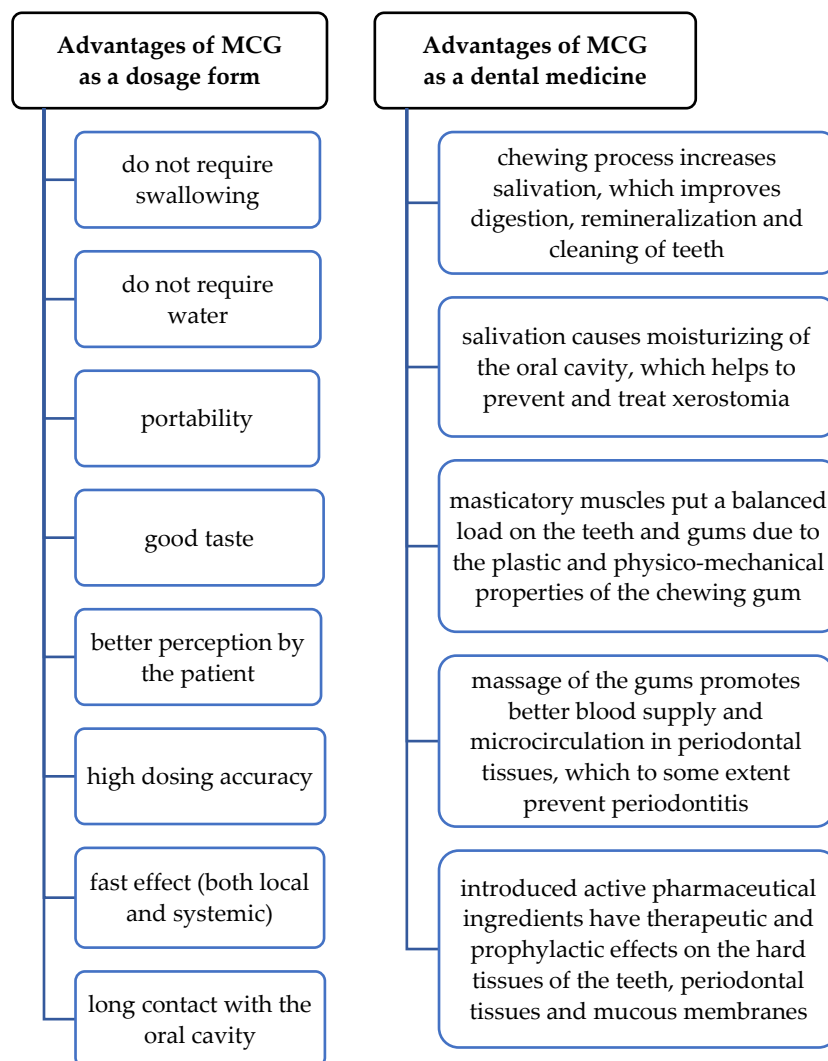 Advantages of MCG
as a dosage form
do not require
swallowing
do not require
water
portability
good taste
better perception by
the patient
high dosing accuracy
fast effect (both local
and systemic)
long contact with the
oral cavity
Advantages of MCG
as a dental medicine
chewing process increases
salivation, which improves
digestion, remineralization and
cleaning of teeth
salivation causes moisturizing of
the oral cavity, which helps to
prevent and treat xerostomia
masticatory muscles put a balanced
load on the teeth and gums due to
the plastic and physico-mechanical
properties of the chewing gum
massage of the gums promotes
better blood supply and
microcirculation in periodontal
tissues, which to some extent
prevent periodontitis
introduced active pharmaceutical
ingredients have therapeutic and
prophylactic effects on the hard
tissues of the teeth, periodontal
tissues and mucous membranes